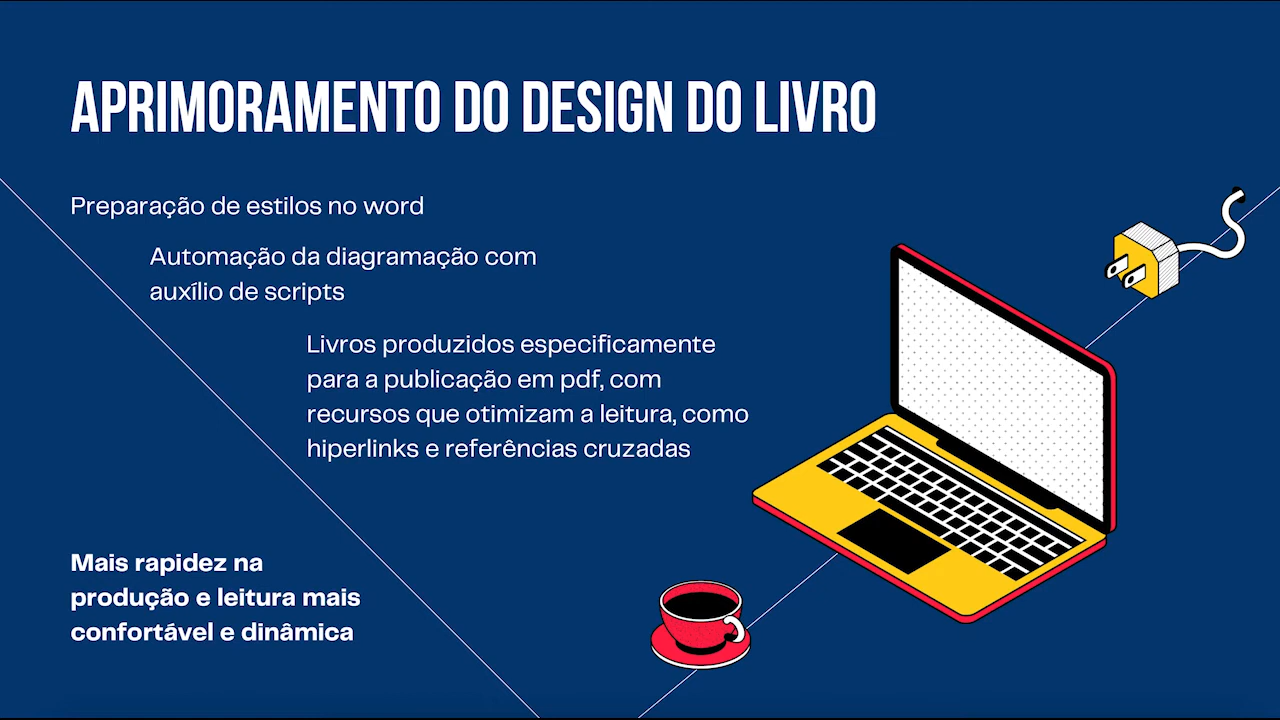 APRIMORAMENTO DO DESIGN DO LIVRO
Preparação de estilos no word
Automação da diagramação com
auxílio de scripts
Livros produzidos especificamente
para a publicação em pdf, com
recursos que otimizam a leitura, como
hiperlinks e referências cruzadas
Mais rapidez na
produção e leitura mais
confortável e dinâmica